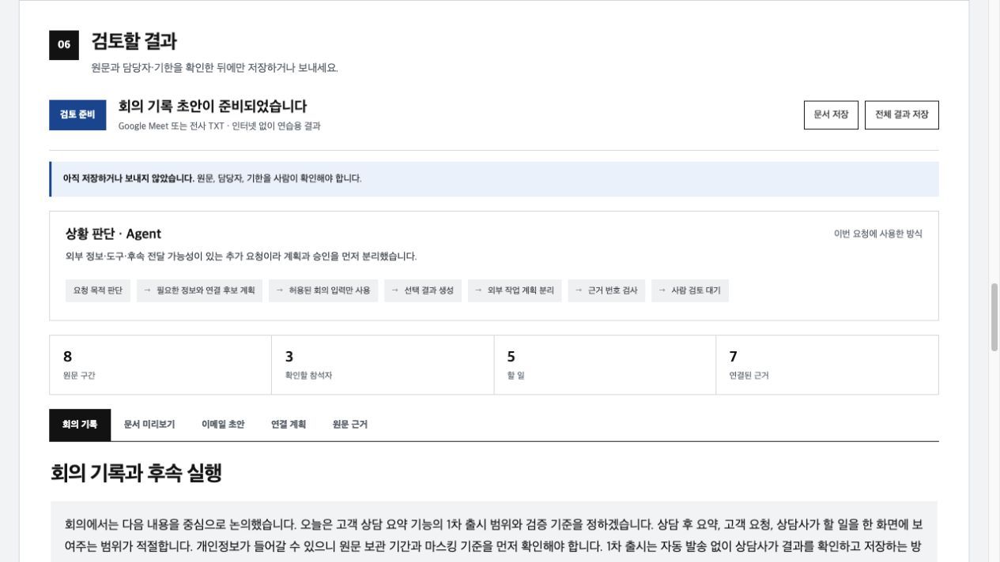 06
검토할 결과
원문과 담당자·기한을 확인한 뒤에만 저장하거나 보내세요.
검토 준비
회의 기록 초안이 준비되었습니다
Google Meet 또는 전사 TXT · 인터넷 없이 연습용 결과
문서 저장
전체 결과 저장
아직 저장하거나 보내지 않았습니다. 원문, 담당자, 기한을 사람이 확인해야 합니다.
상황 판단 · Agent
이번 요청에 사용한 방식
외부 정보·도구·후속 전달 가능성이 있는 추가 요청이라 계획과 승인을 먼저 분리했습니다.
요청 목적 판단 → 필요한 정보와 연결 후보 계획 → 허용된 회의 입력만 사용 → 선택 결과 생성 → 외부 작업 계획 분리 → 근거 번호 검사 → 사람 검토 대기
8
원문 구간
3
확인할 참석자
5
할 일
7
연결된 근거
회의 기록 문서 미리보기 이메일 초안 연결 계획 원문 근거
회의 기록과 후속 실행
회의에서는 다음 내용을 중심으로 논의했습니다. 오늘은 고객 상담 요약 기능의 1차 출시 범위와 검증 기준을 정하겠습니다. 상담 후 요약, 고객 요청, 상담사가 할 일을 한 화면에 보
여주는 범위가 적절합니다. 개인정보가 들어갈 수 있으니 원문 보관 기간과 마스킹 기준을 먼저 확인해야 합니다. 1차 출시는 자동 발송 없이 상담사가 결과를 확인하고 저장하는 방